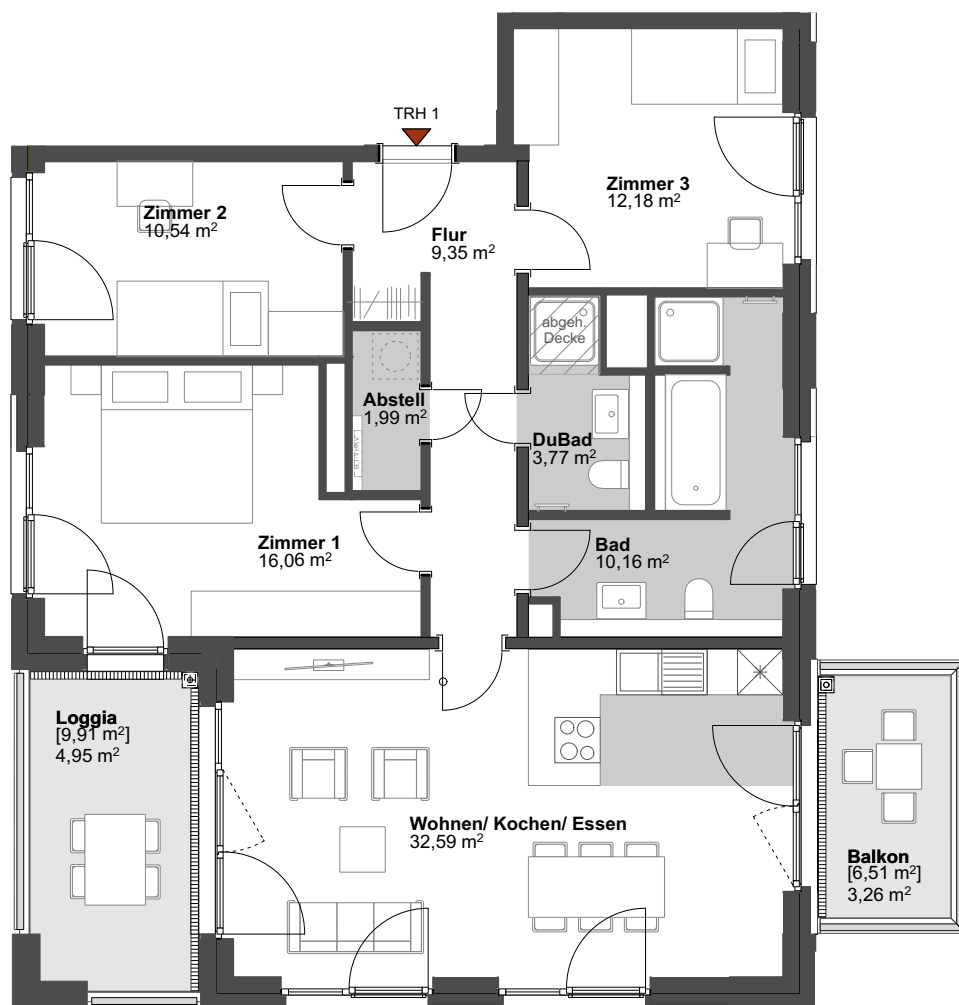 TRH 1
Zimmer 3
12,18 m²
Zimmer 2
10,54 m²
Flur
9,35 m²
abgeh.
Decke
Abstell
1,99 m²
DuBad
3,77 m²
Zimmer 1
16,06 m²
Bad
10,16 m²
Loggia
[9,91 m²]
4,95 m²
Wohnen/ Kochen/ Essen
32,59 m²
Balkon
[6,51 m²]
3,26 m²